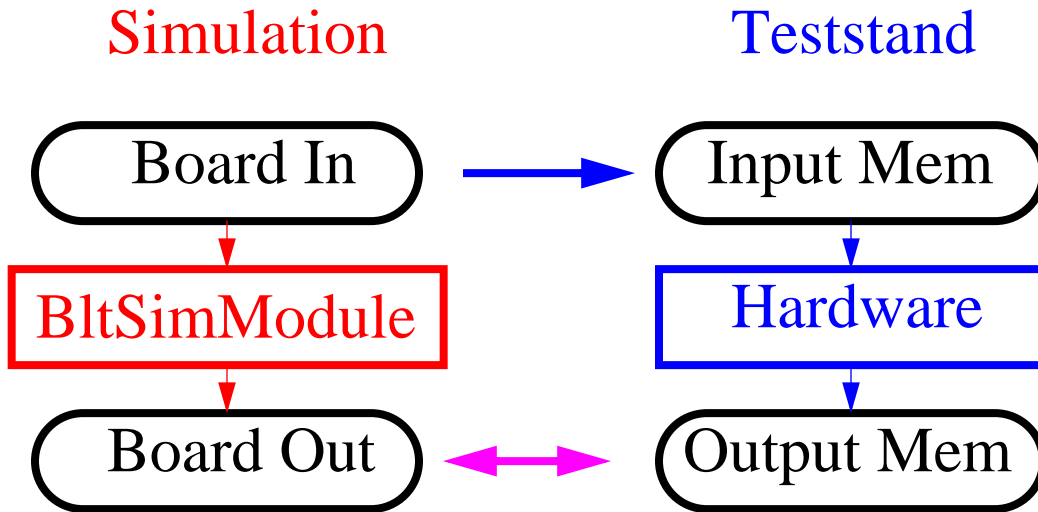 Simulation
Teststand
Board In
Input Mem
BltSimModule
Hardware
Board Out
Output Mem